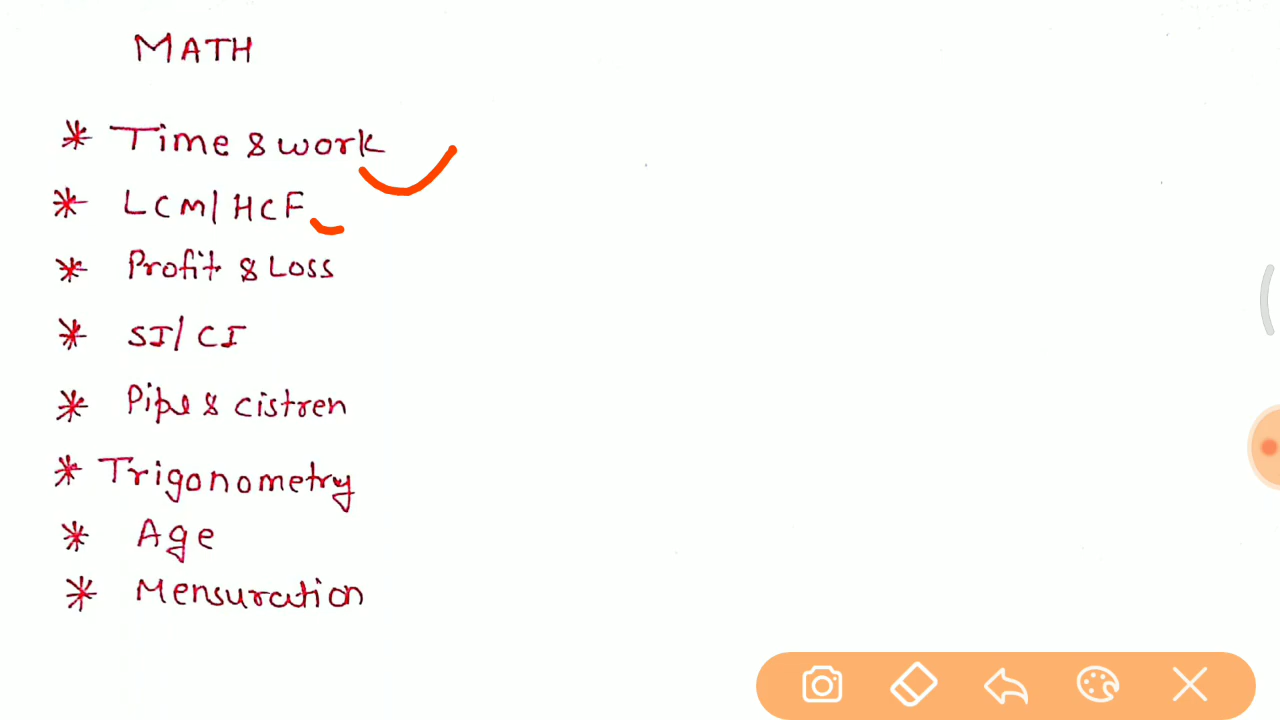 MATH
* Time & work
* LCM/HCF
* Profit & Loss
* SI/CI
* Pipe & cistren
* Trigonometry
* Age
* Mensuration